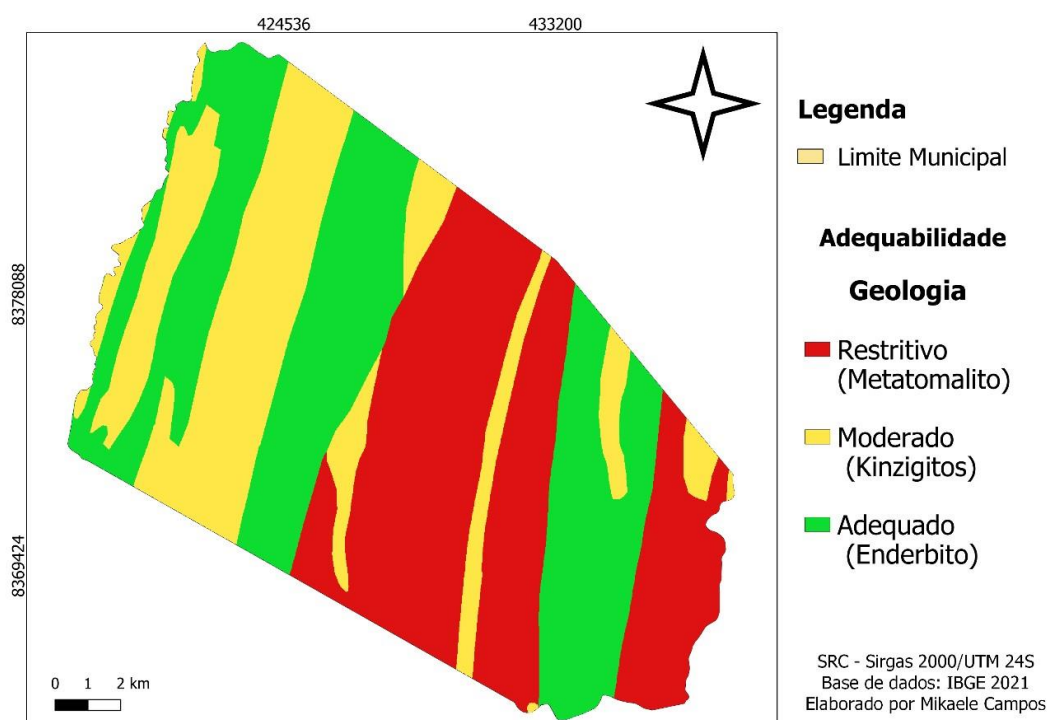 424536
433200
8378088
8369424
0 1 2 km
Legenda
Limite Municipal
Adequabilidade
Geologia
Restritivo
(Metatomalito)
Moderado
(Kinzigitos)
Adequado
(Enderbito)
SRC - Sirgas 2000/UTM 24S
Base de dados: IBGE 2021
Elaborado por Mikaele Campos